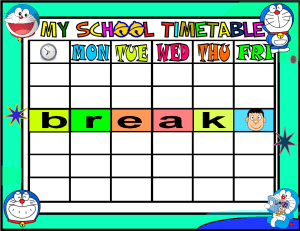 MY SCHOOL TIMETABLE
MON TUE WED THU FRI
break